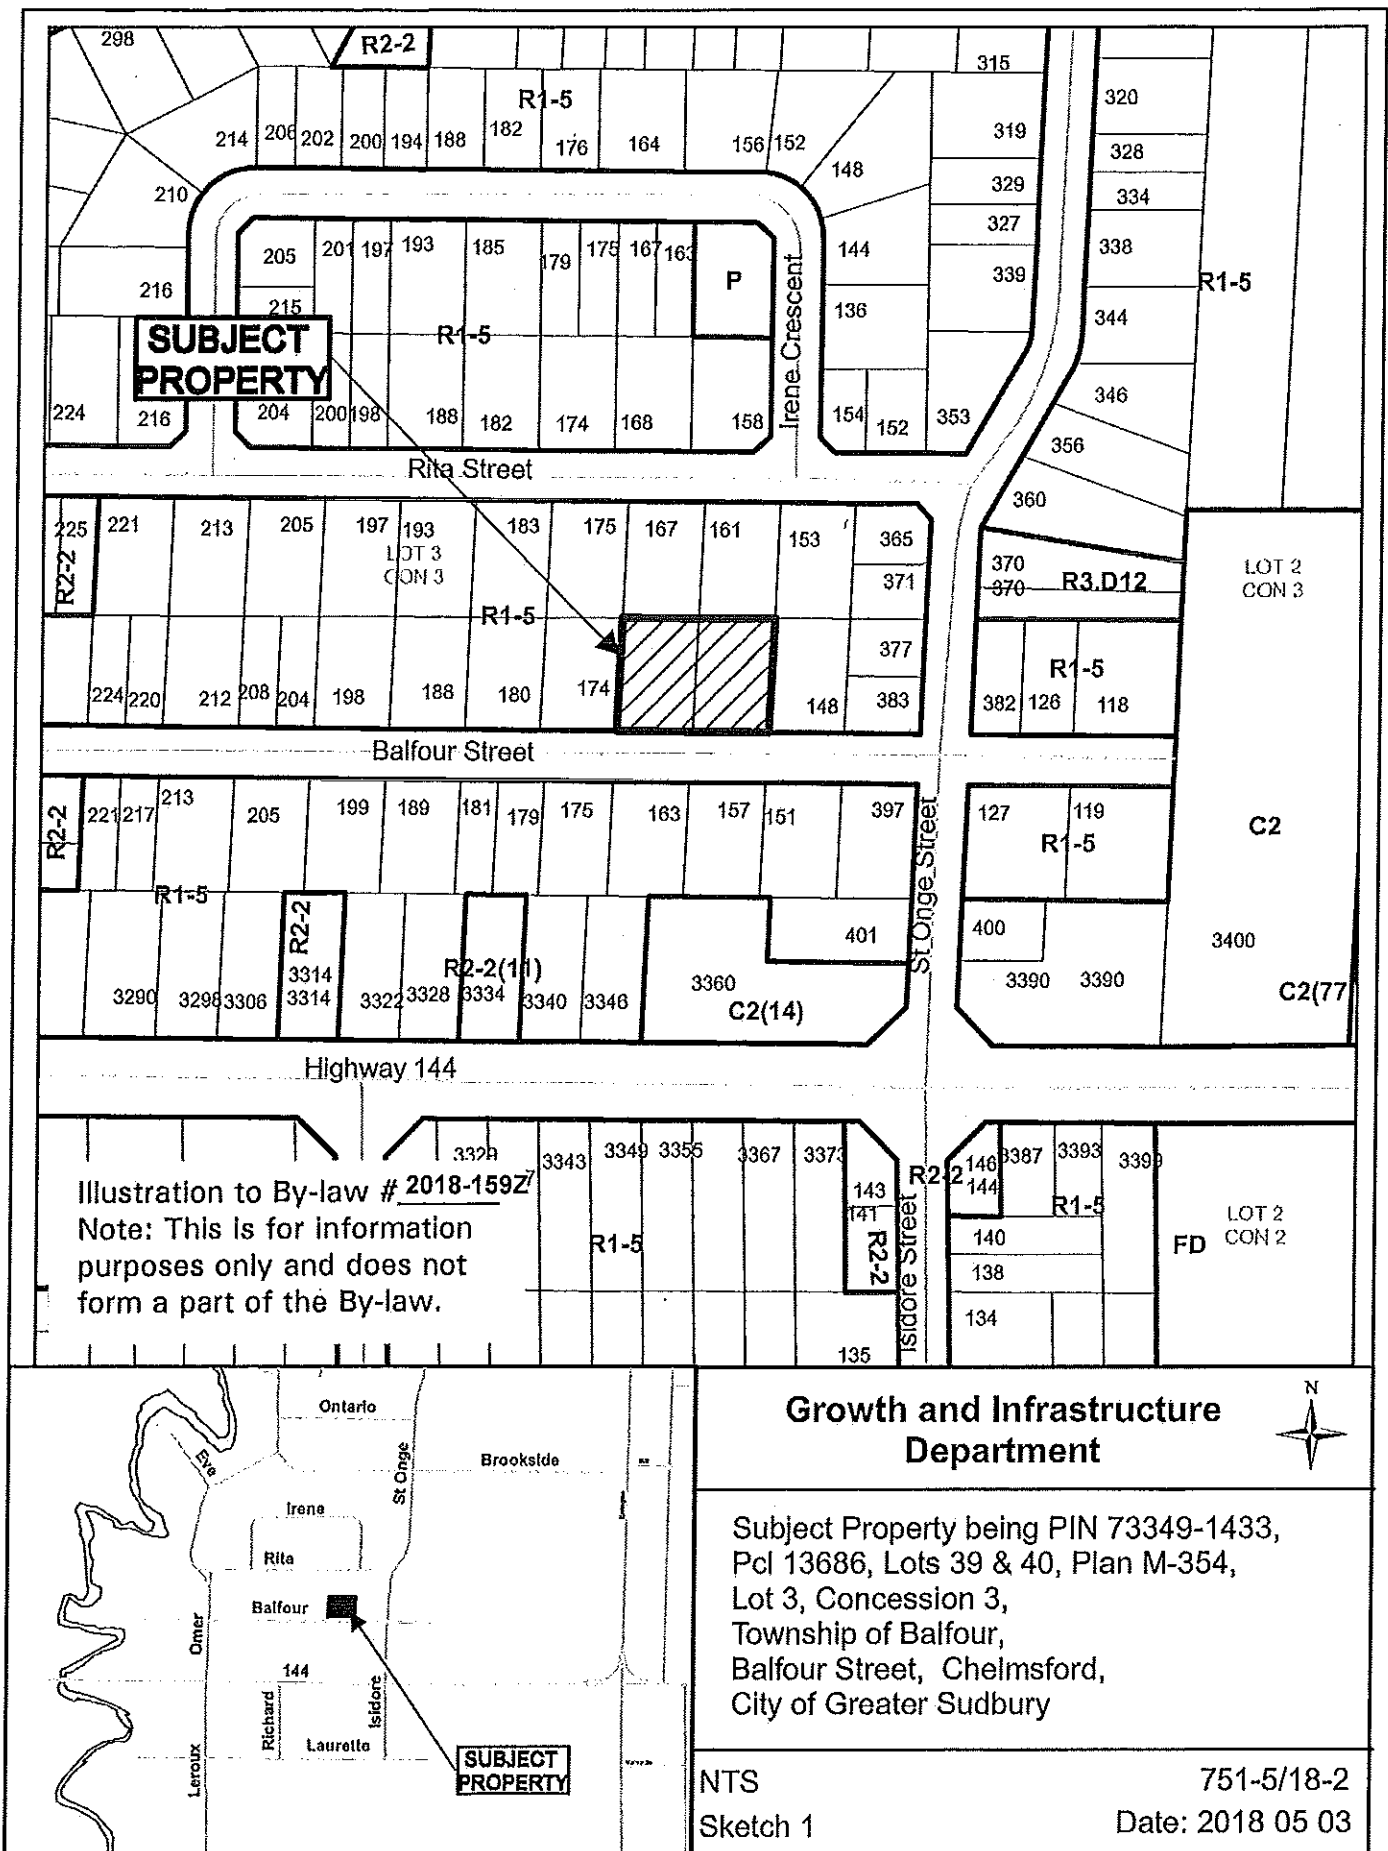 298
R2-2
315
R1-5
320
214 206 202 200 194 188 182 176 164 156 152
319
328
148
210
329
334
327
205 201 197 193 185 179 175 167 163
P
144
338
216
339
R1-5
215
136
344
R1-5
SUBJECT
PROPERTY
Irene Crescent
346
224 216 204 200 198 188 182 174 168 158 154 152 353
356
Rita Street
360
225 221 213 205 197 193 183 175 167 161 153 365
R2-2
LOT 3
CON 3
370
370
R3.D12
LOT 2
CON 3
371
R1-5
377
R1-5
224 220 212 208 204 198 188 180 174 148 383 382 126 118
Balfour Street
R2-2
221 217 213 205 199 189 181 179 175 163 157 151 397 127 119
R1-5
C2
R1-5
St Onge Street
R2-2
401
400
3400
R2-2(11)
3290 3298 3306 3314
3314 3322 3328 3334 3340 3346 3360 3390 3390
C2(14)
C2(77
Highway 144
3329 3343 3349 3355 3367 3373
143
141
R2-2
R2-2
146
144
3387 3393 3399
R1-5
R1-5
140
138
134
135
FD
LOT 2
CON 2
Isidore Street
Illustration to By-law # 2018-159Z
Note: This is for information
purposes only and does not
form a part of the By-law.
Ontario
Eve
St Onge
Brookside
Irene
Rita
Balfour
Omer
144
Richard
Isidore
Laurette
Leroux
SUBJECT
PROPERTY
N
Growth and Infrastructure
Department
Subject Property being PIN 73349-1433,
Pcl 13686, Lots 39 & 40, Plan M-354,
Lot 3, Concession 3,
Township of Balfour,
Balfour Street, Chelmsford,
City of Greater Sudbury
NTS
751-5/18-2
Sketch 1
Date: 2018 05 03